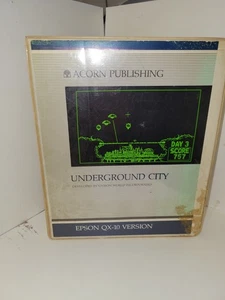 ACORN PUBLISHING
DAY 3
SCORE
757
UNDERGROUND CITY
EPSON QX-10 VERSION